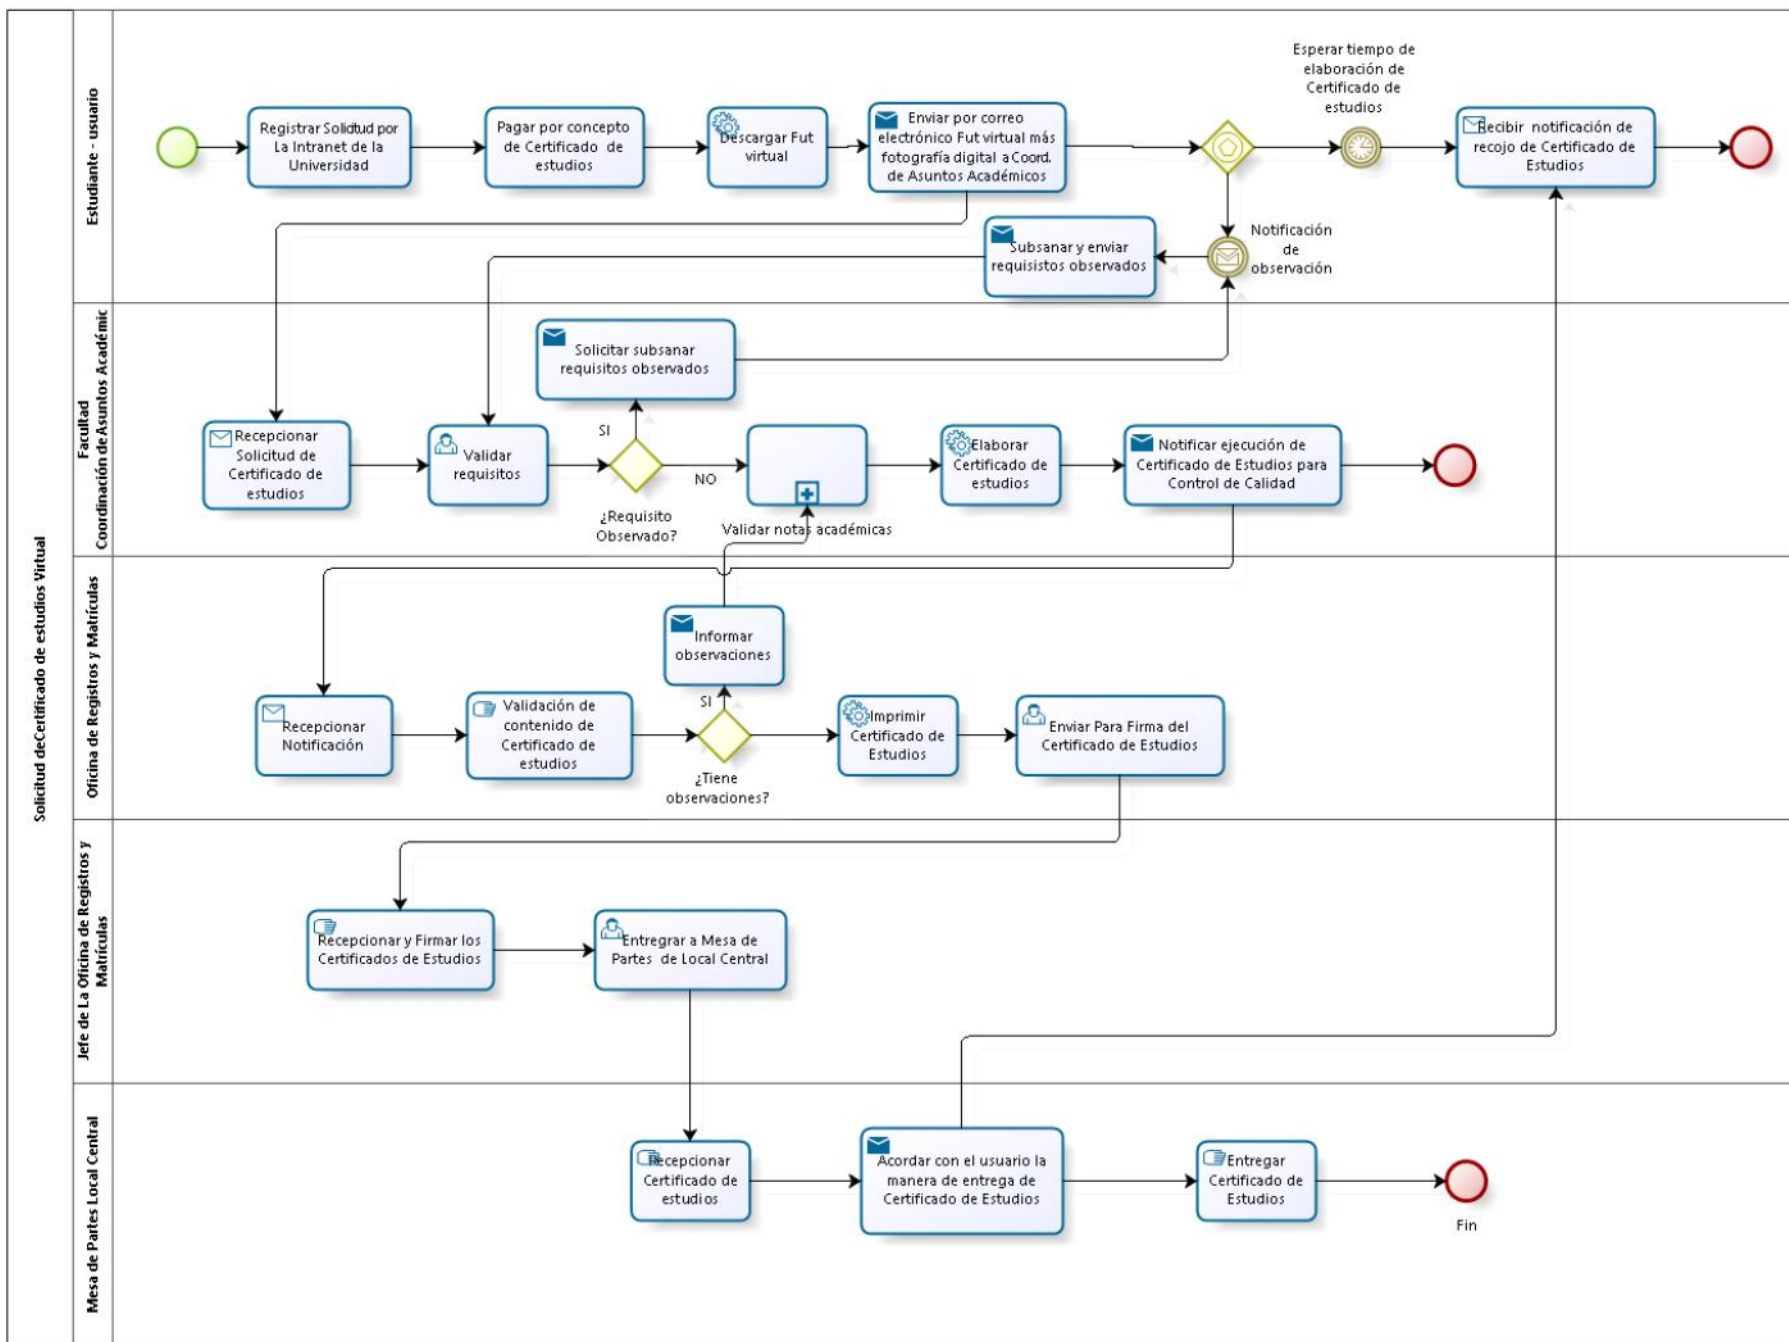 Solicitud deCertificado de estudios Virtual
Estudiante - usuario
Registrar Solicitud por
La Intranet de la
Universidad
Pagar por concepto
de Certificado de
estudios
Descargar Fut
virtual
Enviar por correo
electrónico Fut virtual más
fotografía digital a Coord.
de Asuntos Académicos
Esperar tiempo de
elaboración de
Certificado de
estudios
Recibir notificación de
recojo de Certificado de
Estudios
Subsanar y enviar
requisistos observados
Notificación
de
observación
Facultad
Coordinación de Asuntos Académic
Solicitar subsanar
requisitos observados
Recepcionar
Solicitud de
Certificado de
estudios
Validar
requisitos
SI
NO
¿Requisito
Observado?
Validar notas académicas
Elaborar
Certificado de
estudios
Notificar ejecución de
Certificado de Estudios para
Control de Calidad
Oficina de Registros y Matrículas
Informar
observaciones
SI
Recepcionar
Notificación
Validación de
contenido de
Certificado de
estudios
¿Tiene
observaciones?
Imprimir
Certificado de
Estudios
Enviar Para Firma del
Certificado de Estudios
Jefe de La Oficina de Registros y
Matrículas
Recepcionar y Firmar los
Certificados de Estudios
Entregrar a Mesa de
Partes de Local Central
Mesa de Partes Local Central
Recepcionar
Certificado de
estudios
Acordar con el usuario la
manera de entrega de
Certificado de Estudios
Entregar
Certificado de
Estudios
Fin